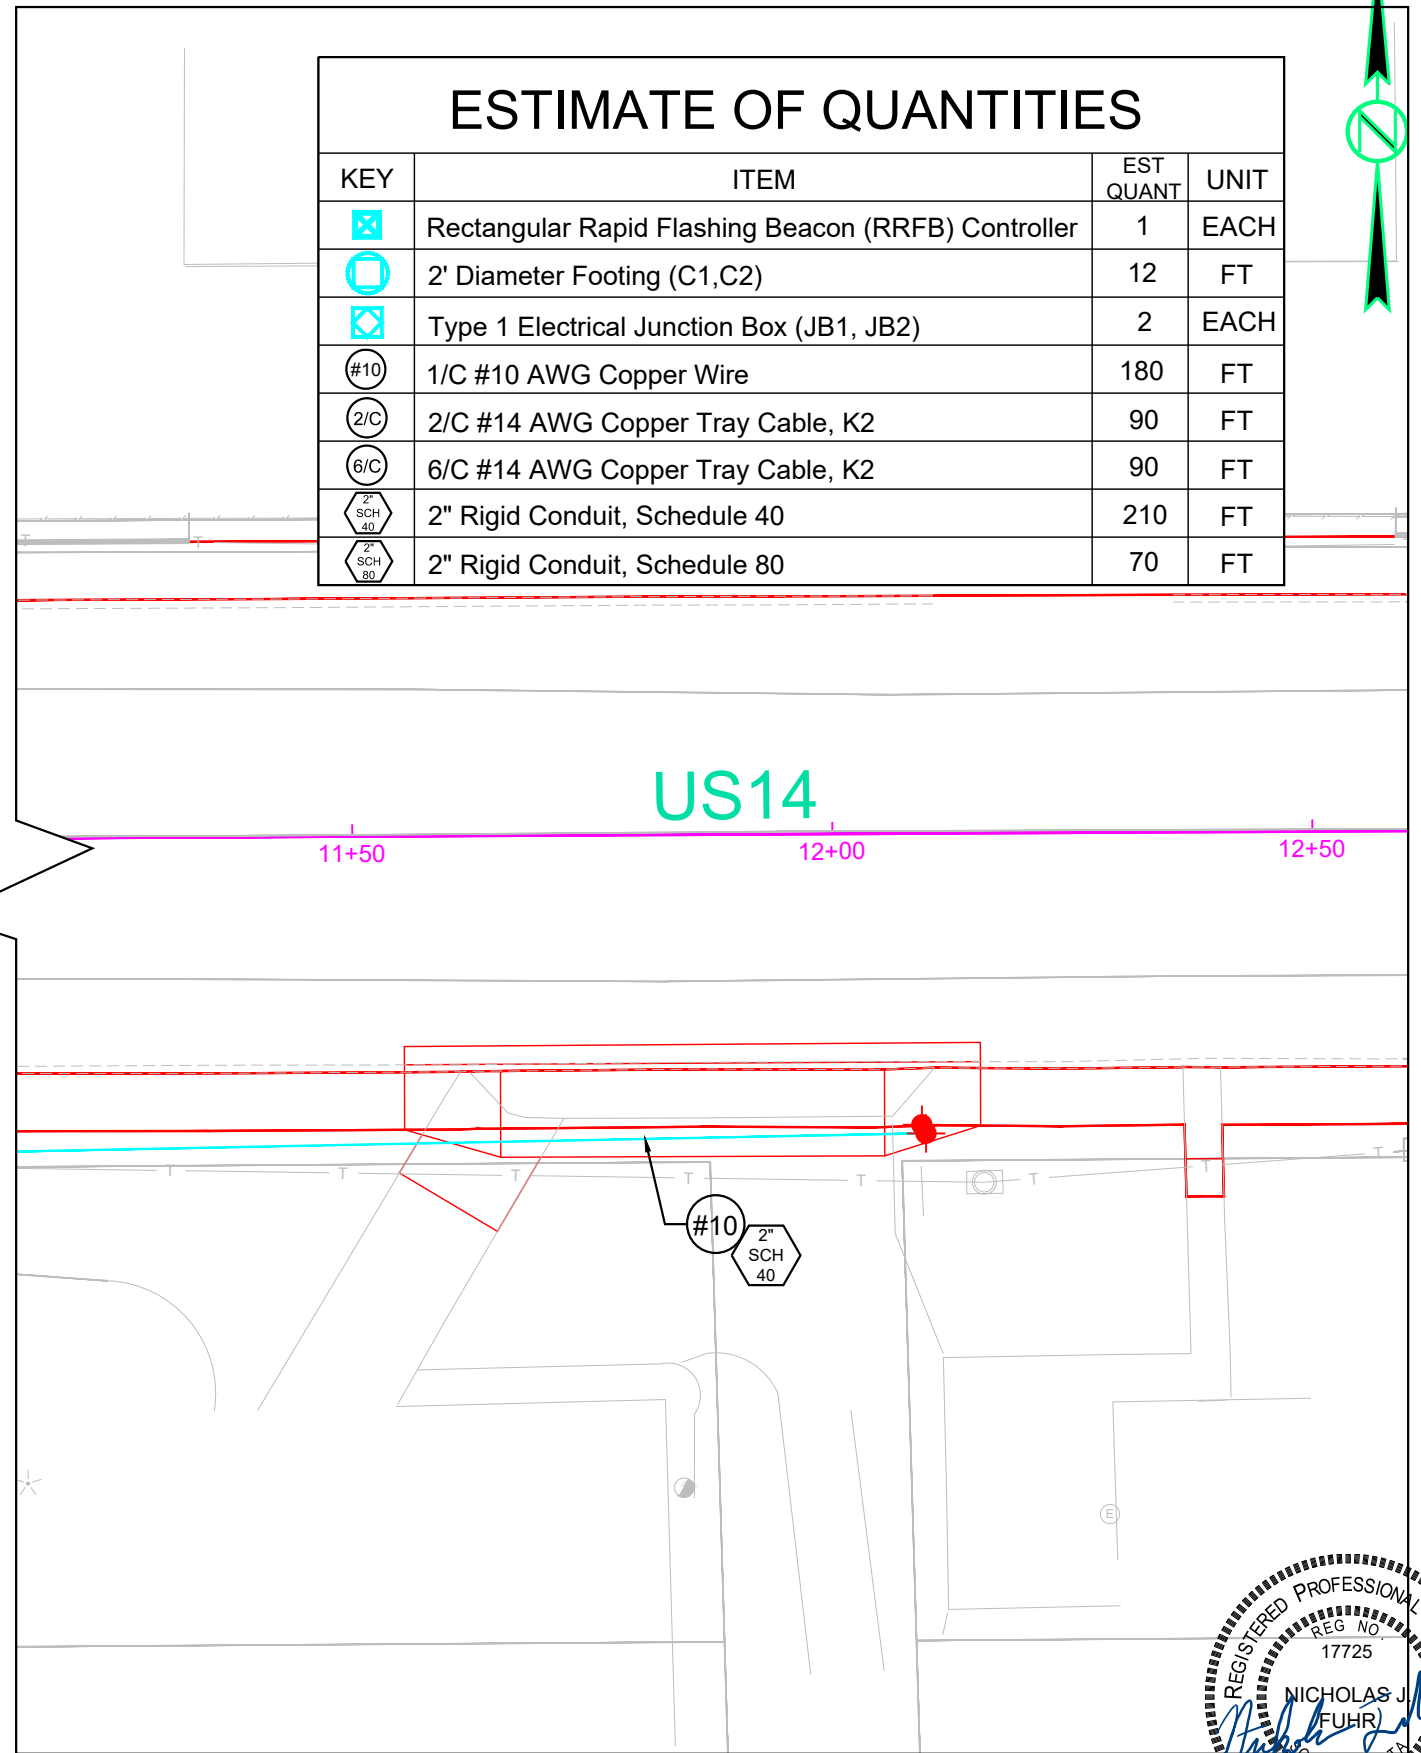 ESTIMATE OF QUANTITIES
KEY ITEM EST QUANT UNIT
Rectangular Rapid Flashing Beacon (RRFB) Controller 1 EACH
2' Diameter Footing (C1,C2) 12 FT
Type 1 Electrical Junction Box (JB1, JB2) 2 EACH
#10 1/C #10 AWG Copper Wire 180 FT
2/C 2/C #14 AWG Copper Tray Cable, K2 90 FT
6/C 6/C #14 AWG Copper Tray Cable, K2 90 FT
2" SCH 40 2" Rigid Conduit, Schedule 40 210 FT
2" SCH 80 2" Rigid Conduit, Schedule 80 70 FT
N
T T
US14
11+50 12+00 12+50
T T T T T T T T
#10
2"
SCH
40
E
REGISTERED PROFESSIONAL
REG NO.
17725
NICHOLAS J.
FUHR